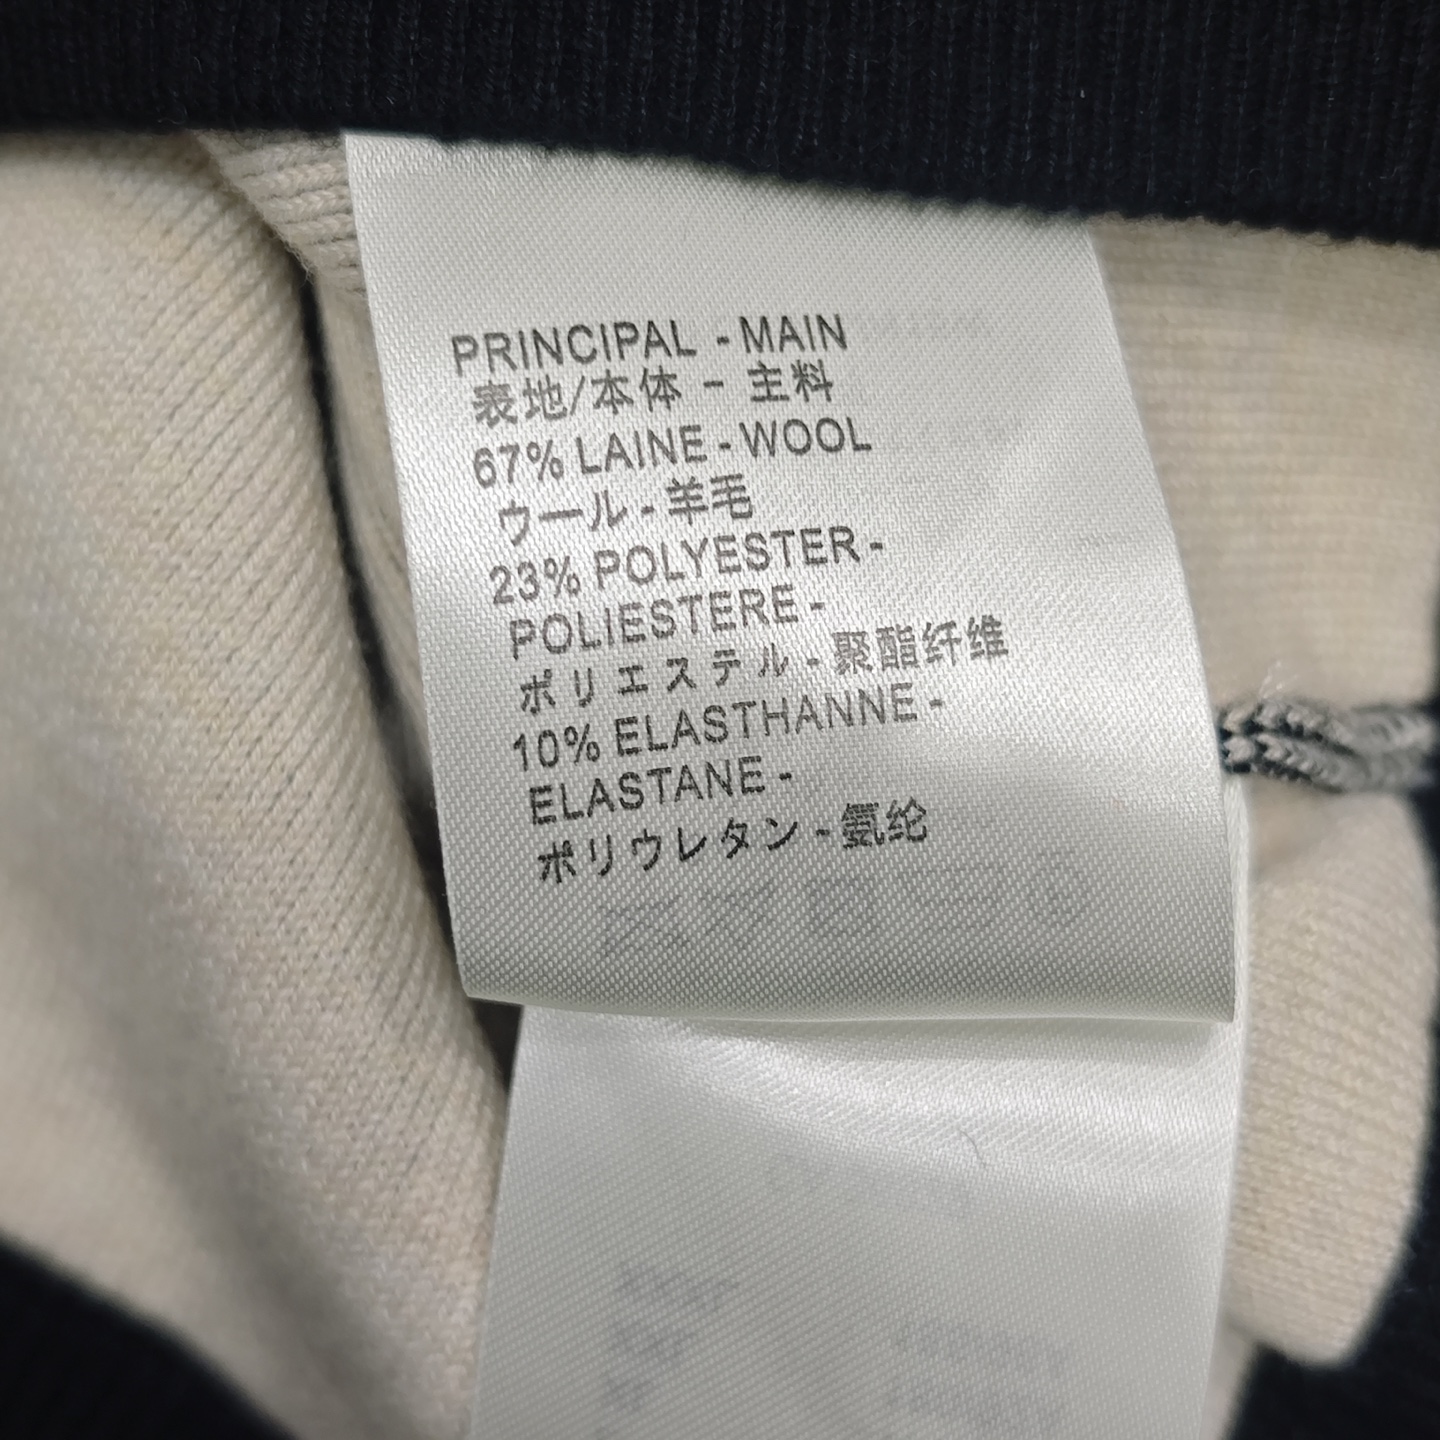 PRINCIPAL - MAIN
表地/本体 - 主料
67% LAINE - WOOL
ウール - 羊毛
23% POLYESTER -
POLIESTERE -
ポリエステル - 聚酯纤维
10% ELASTHANNE -
ELASTANE -
ポリウレタン - 氨纶